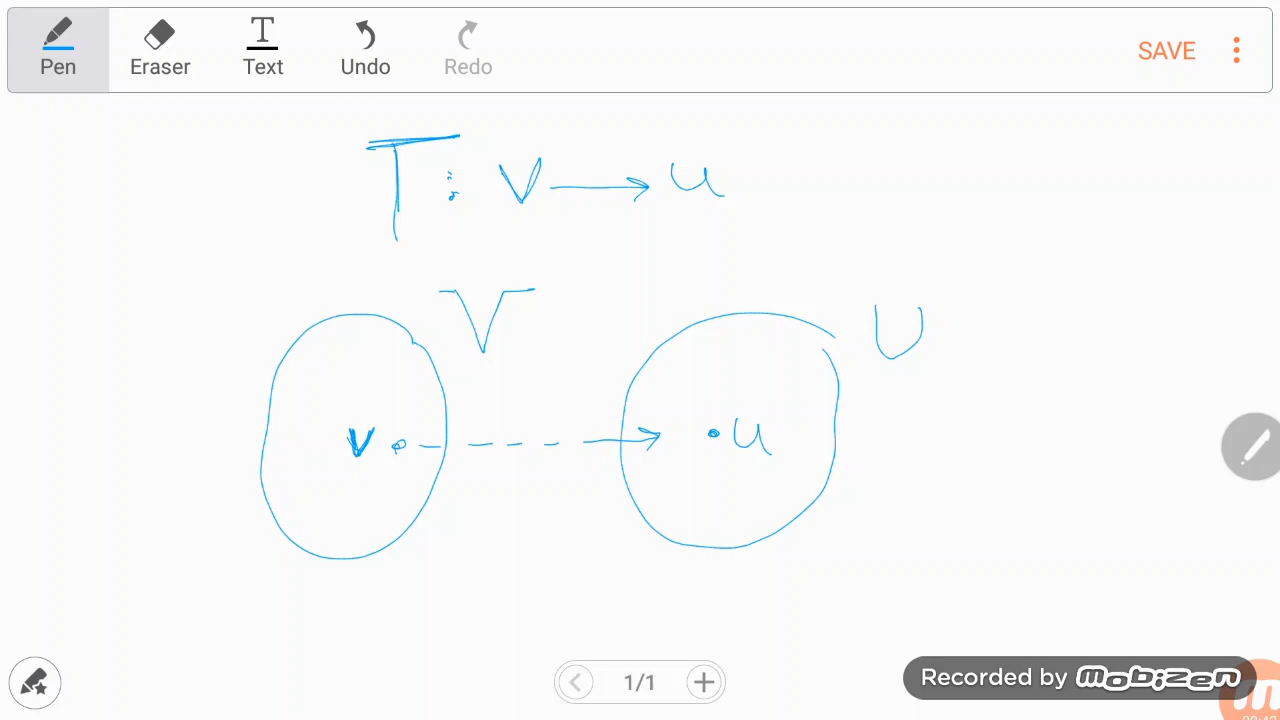 Pen Eraser Text Undo Redo SAVE
T : V → u
V U
v u
1/1
Recorded by mobizen